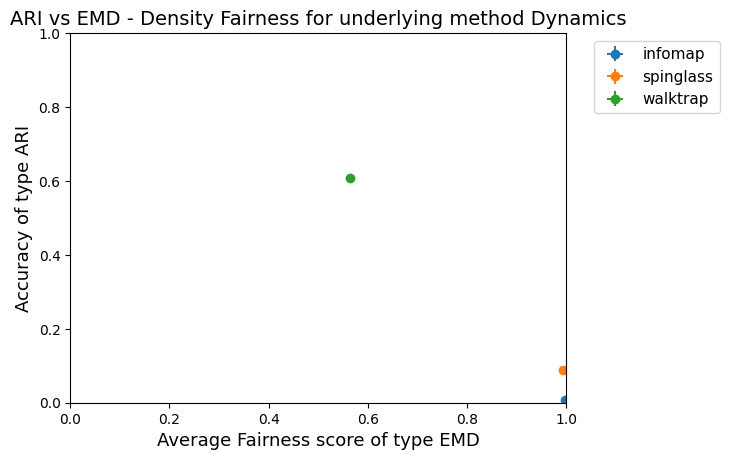 ARI vs EMD - Density Fairness for underlying method Dynamics
1.0
0.8
0.6
0.4
0.2
0.0
Accuracy of type ARI
0.0 0.2 0.4 0.6 0.8 1.0
Average Fairness score of type EMD
infomap
spinglass
walktrap